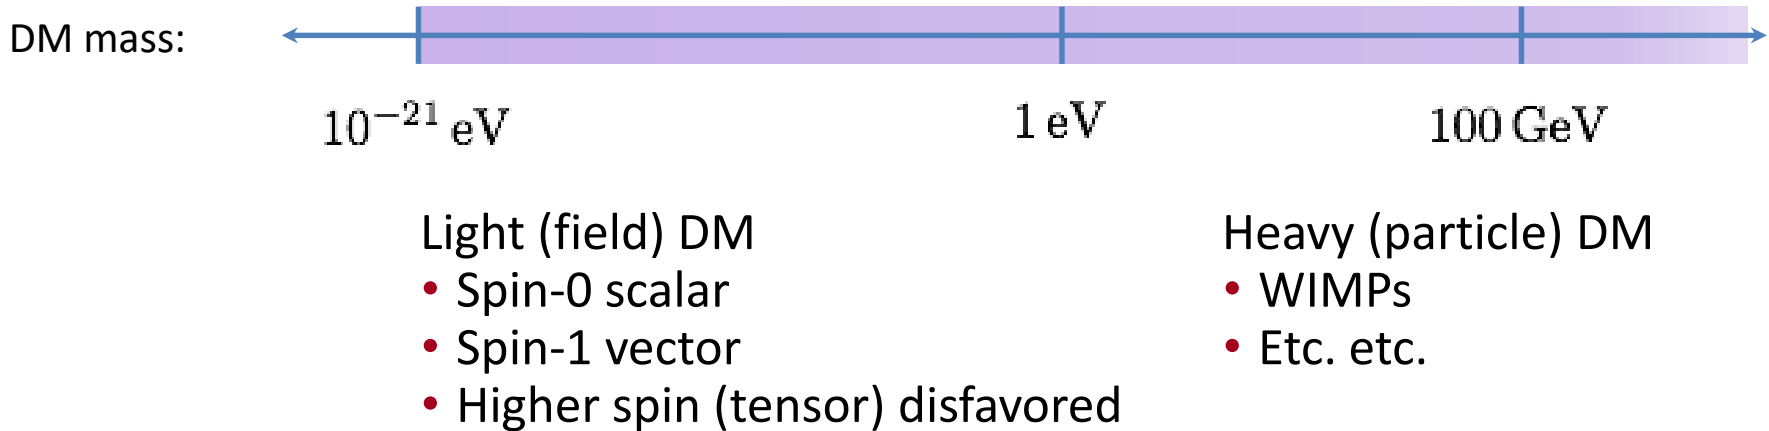 DM mass:
10⁻²¹ eV 1 eV 100 GeV
Light (field) DM
• Spin-0 scalar
• Spin-1 vector
• Higher spin (tensor) disfavored
Heavy (particle) DM
• WIMPs
• Etc. etc.